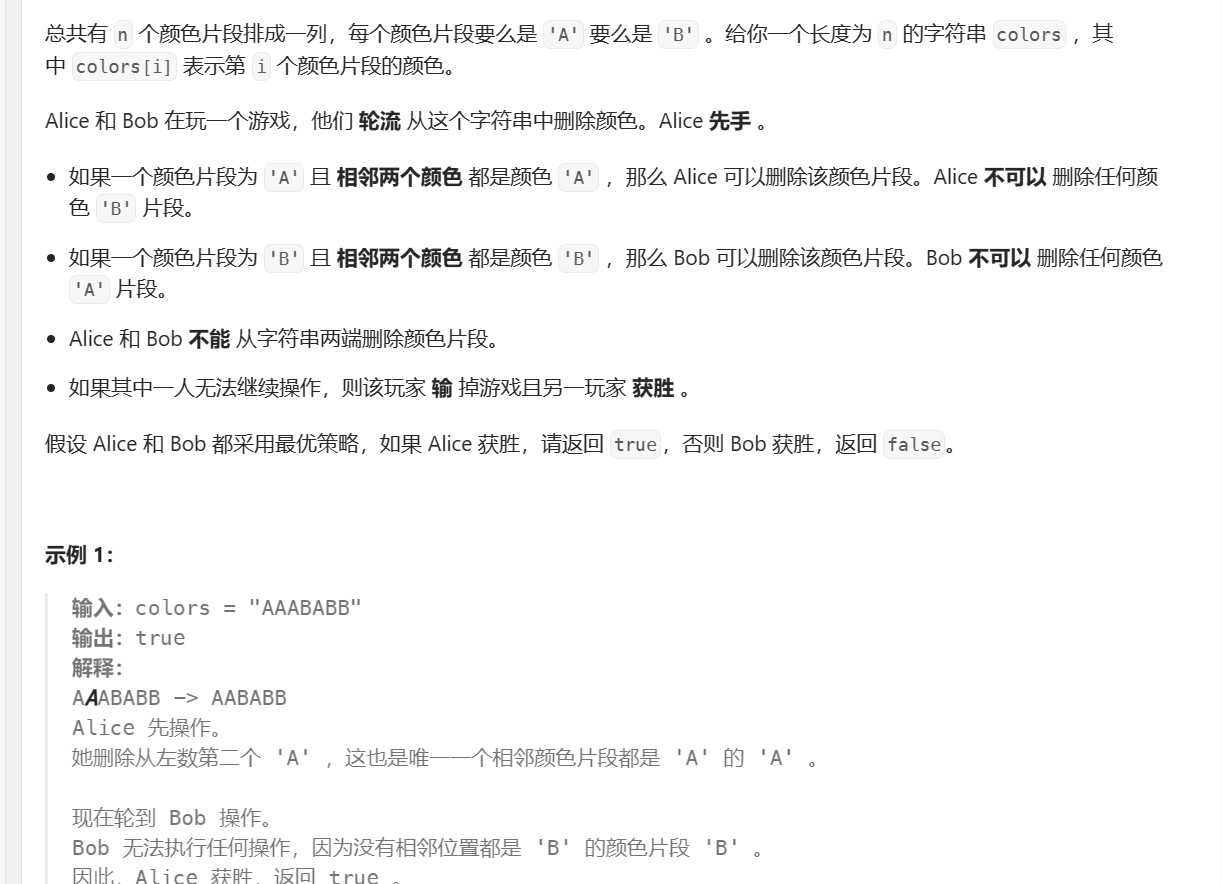 总共有 n 个颜色片段排成一列，每个颜色片段要么是 'A' 要么是 'B' 。给你一个长度为 n 的字符串 colors ，其
中 colors[i] 表示第 i 个颜色片段的颜色。
Alice 和 Bob 在玩一个游戏，他们 轮流 从这个字符串中删除颜色。Alice 先手 。
• 如果一个颜色片段为 'A' 且 相邻两个颜色 都是颜色 'A' ，那么 Alice 可以删除该颜色片段。Alice 不可以 删除任何颜
色 'B' 片段。
• 如果一个颜色片段为 'B' 且 相邻两个颜色 都是颜色 'B' ，那么 Bob 可以删除该颜色片段。Bob 不可以 删除任何颜色
'A' 片段。
• Alice 和 Bob 不能 从字符串两端删除颜色片段。
• 如果其中一人无法继续操作，则该玩家 输 掉游戏且另一玩家 获胜 。
假设 Alice 和 Bob 都采用最优策略，如果 Alice 获胜，请返回 true，否则 Bob 获胜，返回 false。
示例 1：
输入：colors = "AAABABB"
输出：true
解释：
AAABABB -> AABABB
Alice 先操作。
她删除从左数第二个 'A' ，这也是唯一一个相邻颜色片段都是 'A' 的 'A' 。
现在轮到 Bob 操作。
Bob 无法执行任何操作，因为没有相邻位置都是 'B' 的颜色片段 'B' 。
因此，Alice 获胜，返回 true 。